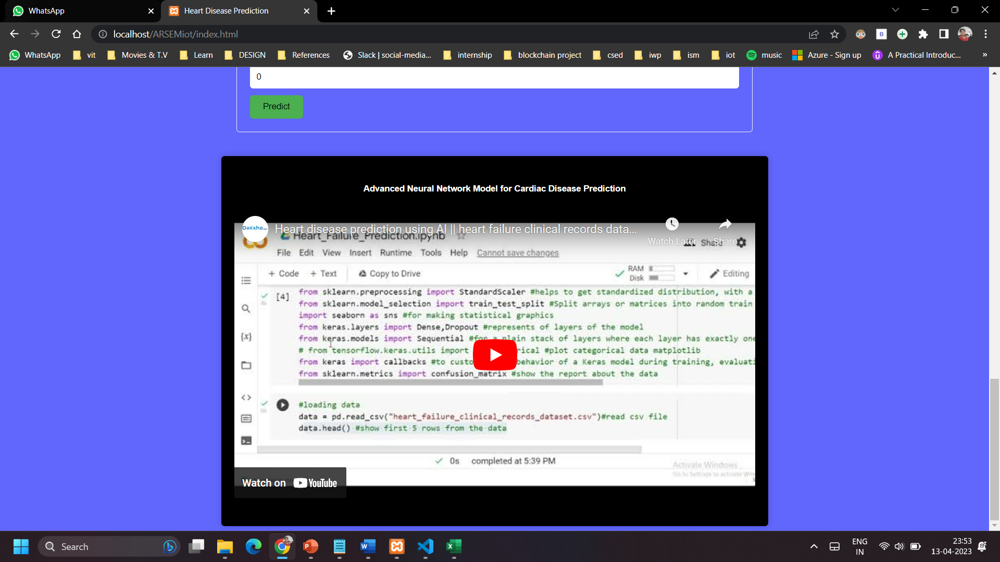 WhatsApp
Heart Disease Prediction
localhost/ARSEMiot/index.html
WhatsApp vit Movies & T.V Learn DESIGN References Slack | social-media... internship blockchain project csed iwp ism iot music Azure - Sign up A Practical Introduc... »
0
Predict
Advanced Neural Network Model for Cardiac Disease Prediction
Dokkho.xyz
Heart disease prediction using AI || heart failure clinical records data...
Heart_Failure_Prediction.ipynb
Watch Later Share Share
File Edit View Insert Runtime Tools Help Cannot save changes
+ Code + Text Copy to Drive RAM Disk Editing
[4] from sklearn.preprocessing import StandardScaler #helps to get standardized distribution, with a
from sklearn.model_selection import train_test_split #Split arrays or matrices into random train
import seaborn as sns #for making statistical graphics
from keras.layers import Dense,Dropout #represents of layers of the model
from keras.models import Sequential #for a plain stack of layers where each layer has exactly one
# from tensorflow.keras.utils import rical #plot categorical data matplotlib
from keras import callbacks #to custo behavior of a Keras model during training, evaluati
from sklearn.metrics import confusion_matrix #show the report about the data
{x}
<>
#loading data
data = pd.read_csv("heart_failure_clinical_records_dataset.csv")#read csv file
data.head() #show first 5 rows from the data
0s completed at 5:39 PM
Activate Windows
Go to Settings to activate Win
Watch on YouTube
Search
ENG
IN
23:53
13-04-2023